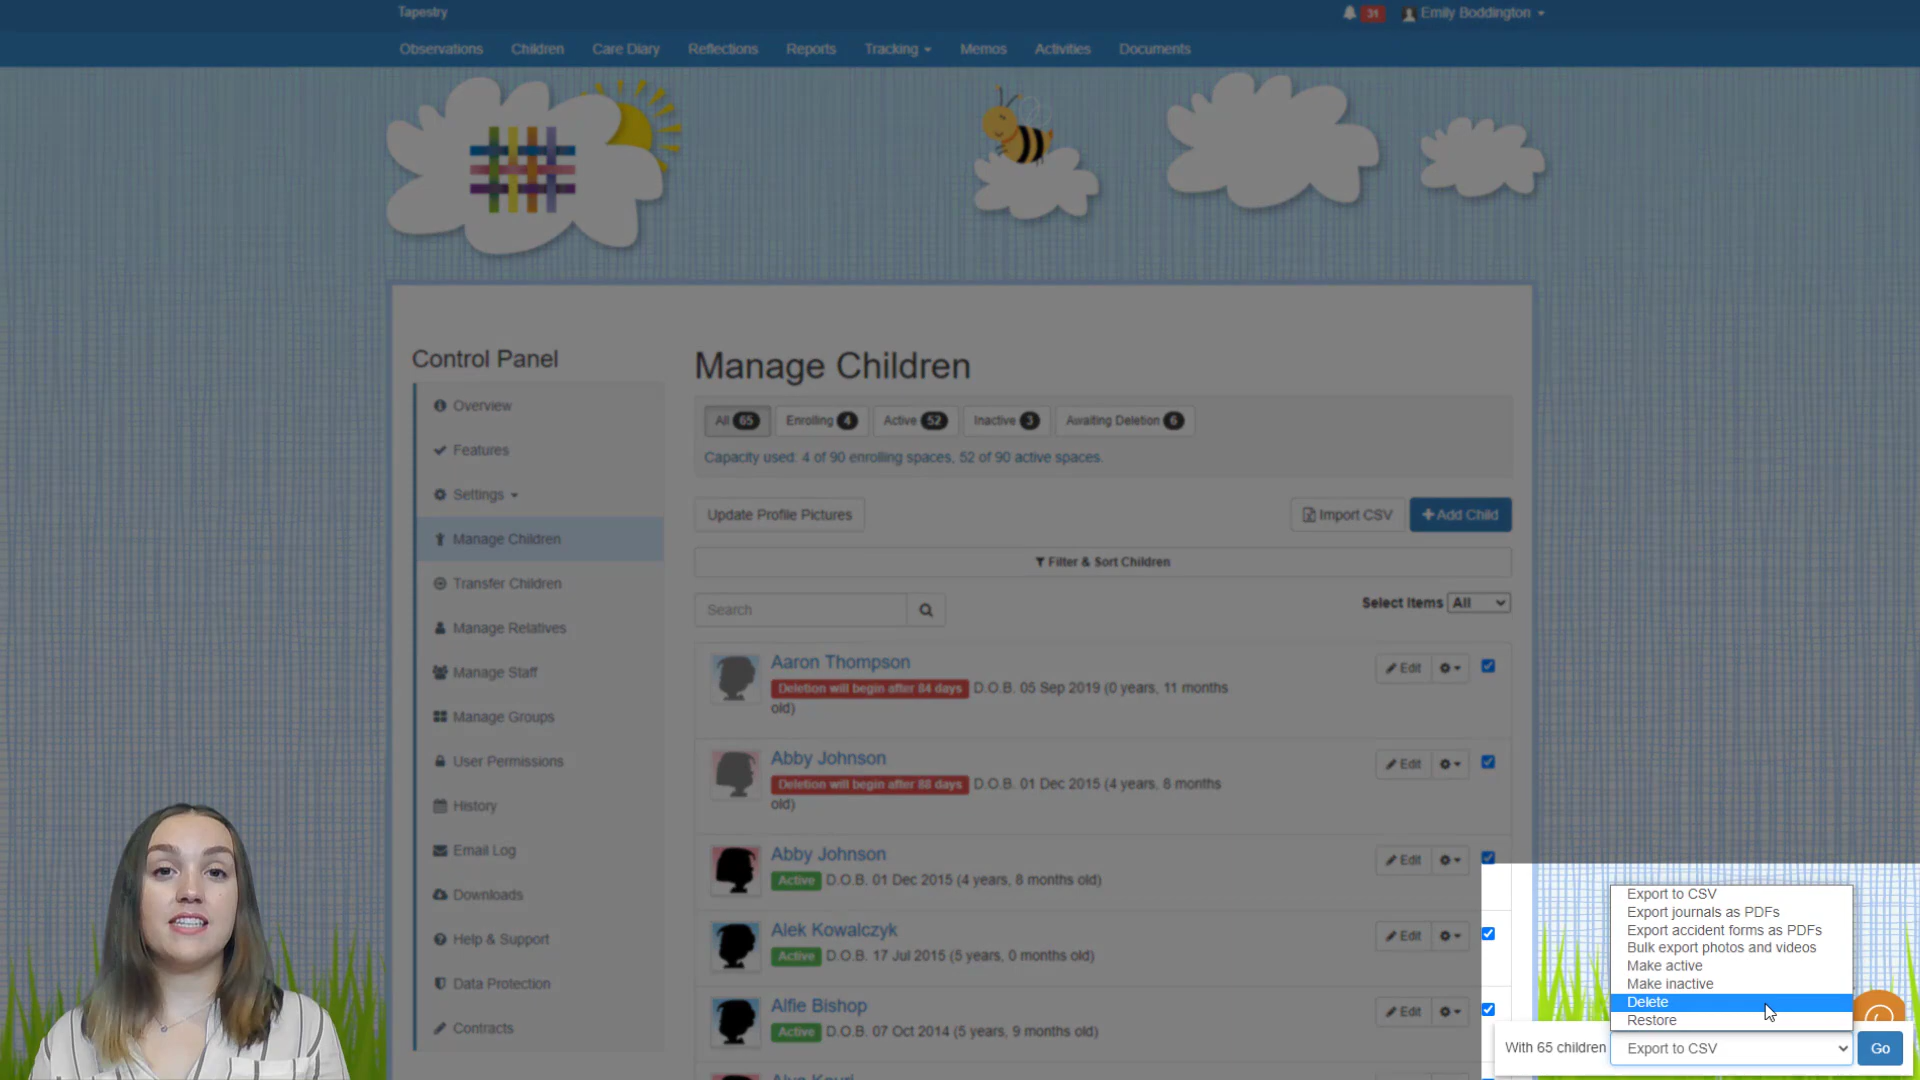 Tapestry
31
Emily Boddington
Observations
Children
Care Diary
Reflections
Reports
Tracking
Memos
Activities
Documents
Control Panel
Overview
Features
Settings
Manage Children
Transfer Children
Manage Relatives
Manage Staff
Manage Groups
User Permissions
History
Email Log
Downloads
Help & Support
Data Protection
Contracts
Manage Children
All 65
Enrolling 4
Active 52
Inactive 3
Awaiting Deletion 6
Capacity used: 4 of 90 enrolling spaces, 52 of 90 active spaces.
Update Profile Pictures
Import CSV
+ Add Child
Filter & Sort Children
Search
Select Items All
Aaron Thompson
Deletion will begin after 84 days D.O.B. 05 Sep 2019 (0 years, 11 months
old)
Edit
Abby Johnson
Deletion will begin after 88 days D.O.B. 01 Dec 2015 (4 years, 8 months
old)
Edit
Abby Johnson
Active D.O.B. 01 Dec 2015 (4 years, 8 months old)
Edit
Alek Kowalczyk
Active D.O.B. 17 Jul 2015 (5 years, 0 months old)
Edit
Alfie Bishop
Active D.O.B. 07 Oct 2014 (5 years, 9 months old)
Edit
Export to CSV
Export journals as PDFs
Export accident forms as PDFs
Bulk export photos and videos
Make active
Make inactive
Delete
Restore
With 65 children
Export to CSV
Go